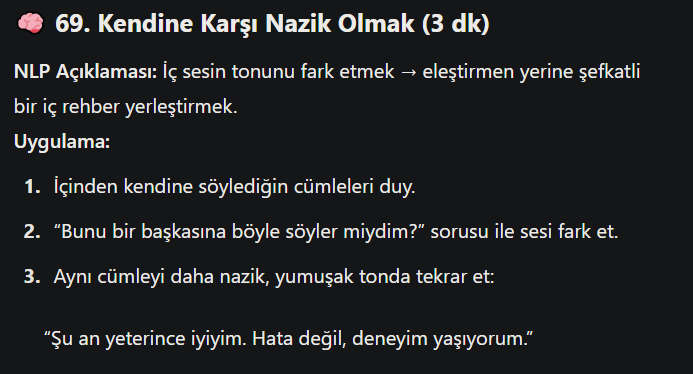 🧠 69. Kendine Karşı Nazik Olmak (3 dk)
NLP Açıklaması: İç sesin tonunu fark etmek → eleştirmen yerine şefkatli
bir iç rehber yerleştirmek.
Uygulama:
1. İçinden kendine söylediğin cümleleri duy.
2. “Bunu bir başkasına böyle söyler miydim?” sorusu ile sesi fark et.
3. Aynı cümleyi daha nazik, yumuşak tonda tekrar et:
“Şu an yeterince iyiyim. Hata değil, deneyim yaşıyorum.”